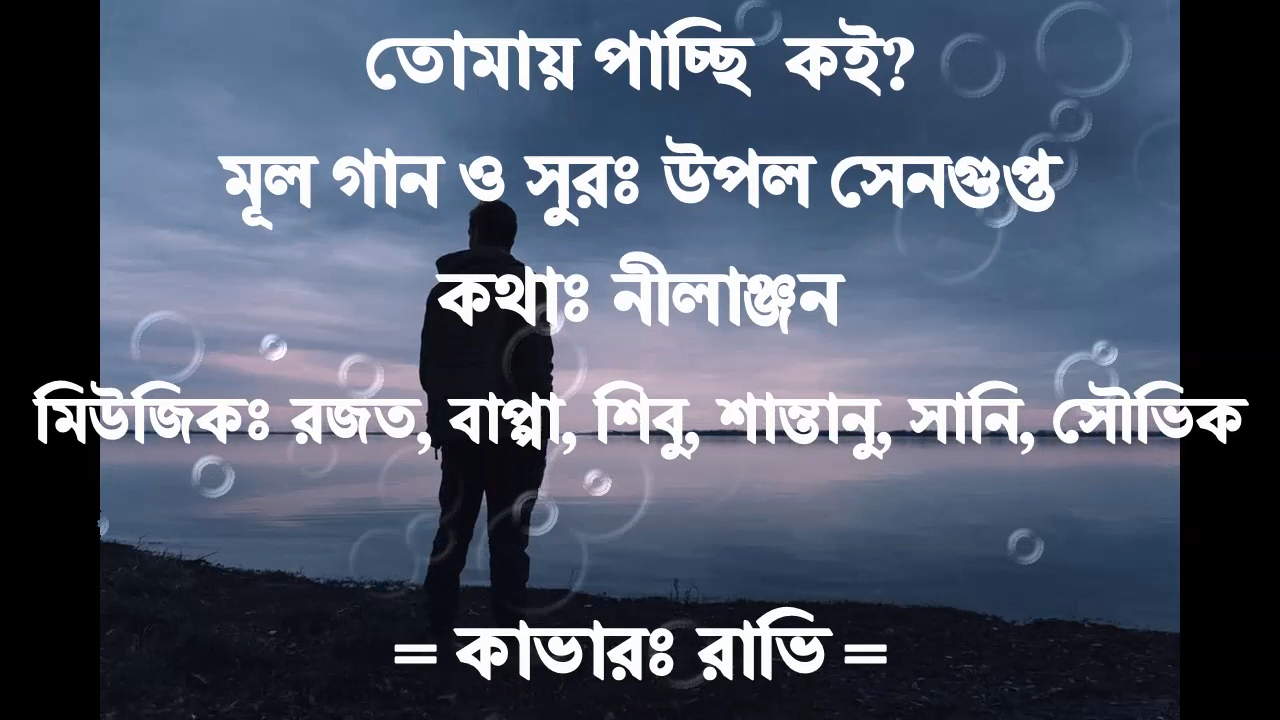 তোমায় পাচ্ছি কই?
মূল গান ও সুরঃ উপল সেনগুপ্ত
কথাঃ নীলাঞ্জন
মিউজিকঃ রজত, বাপ্পা, শিবু, শান্তানু, সানি, সৌভিক
= কাভারঃ রাভি =